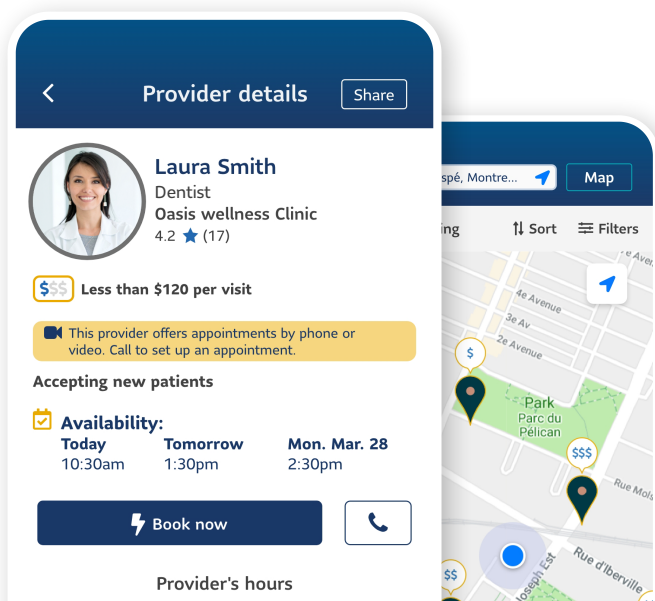 Provider details
Share
Laura Smith
Dentist
Oasis wellness Clinic
4.2 (17)
$$$ Less than $120 per visit
This provider offers appointments by phone or
video. Call to set up an appointment.
Accepting new patients
Availability:
Today Tomorrow Mon. Mar. 28
10:30am 1:30pm 2:30pm
Book now
Provider's hours
spé, Montre...
Map
ing
Sort
Filters
4e Avenue
3e Av
2e Avenue
$
Park
Parc du
Pélican
$$$
Rue Mols
$$
Joseph Est
Rue d'Iberville